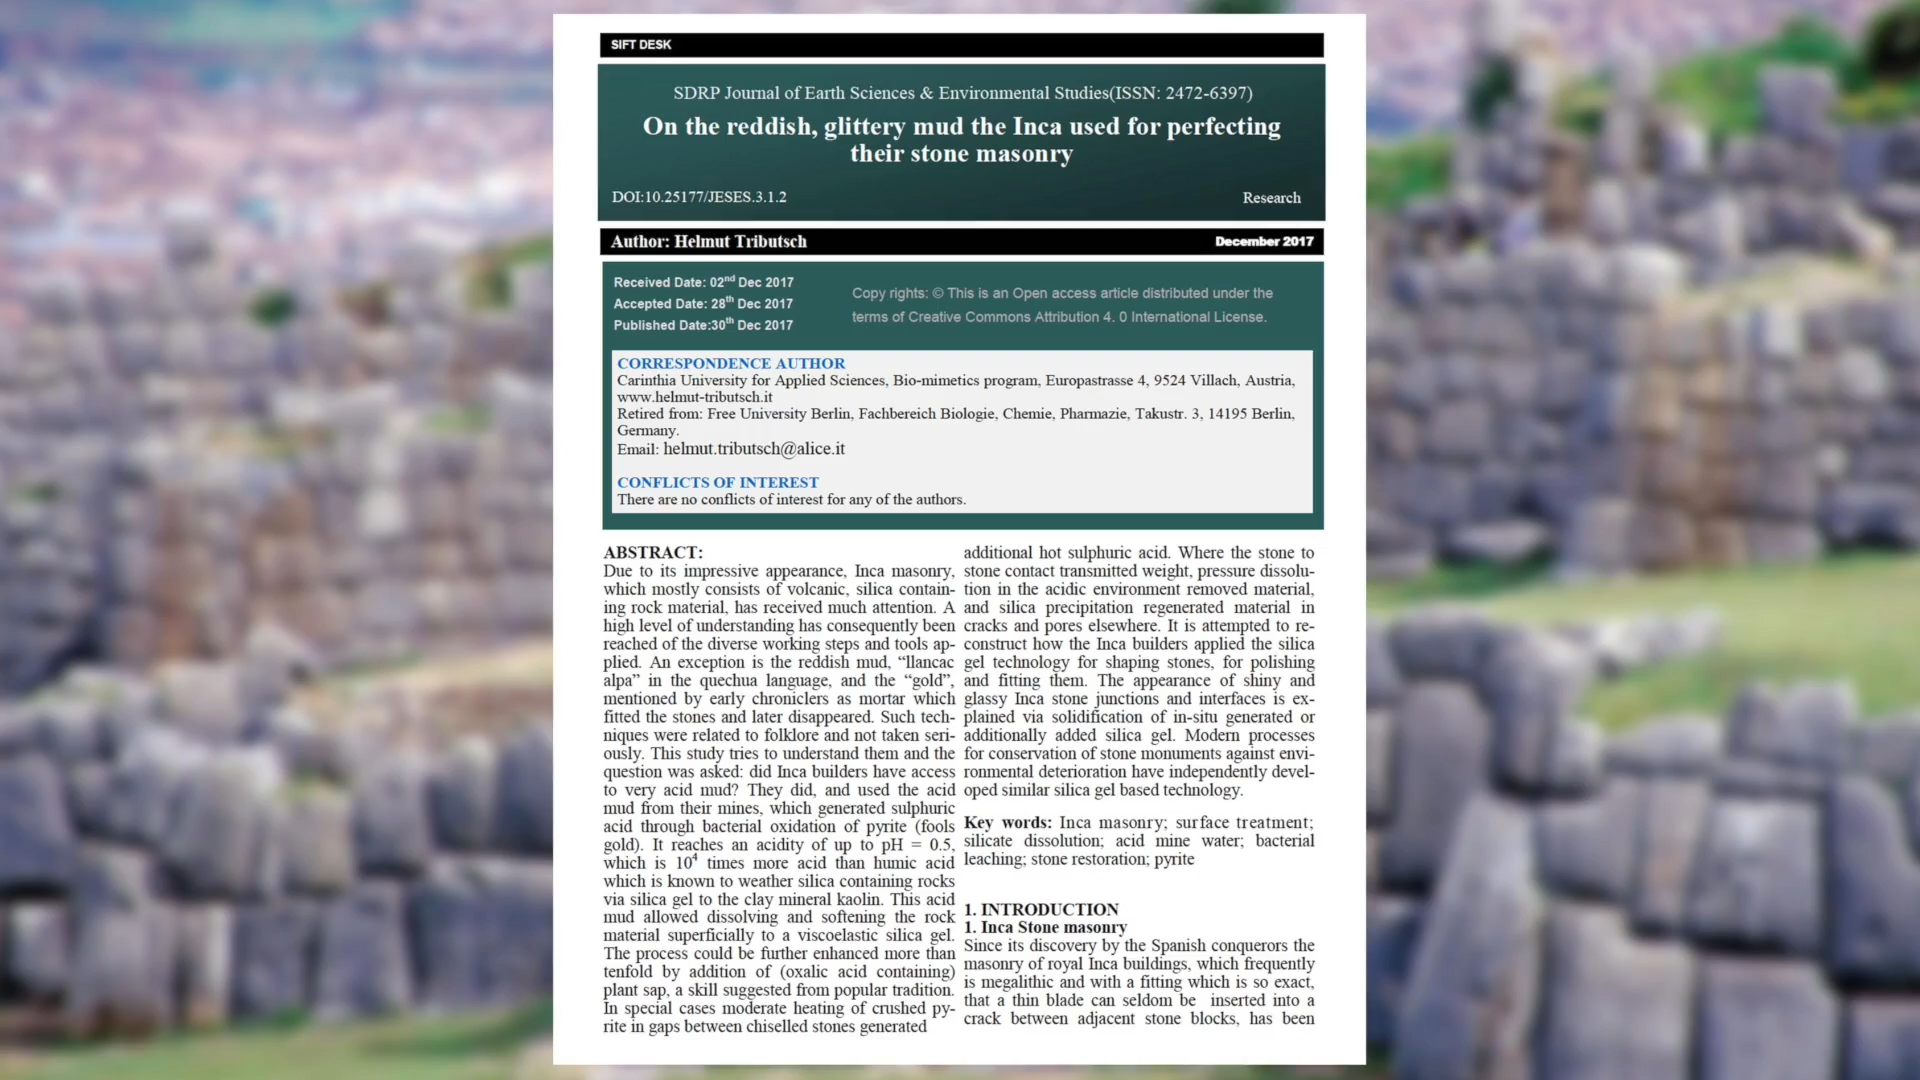 SIFT DESK
SDRP Journal of Earth Sciences & Environmental Studies(ISSN: 2472-6397)
On the reddish, glittery mud the Inca used for perfecting
their stone masonry
DOI:10.25177/JESES.3.1.2
Research
Author: Helmut Tributsch
December 2017
Received Date: 02nd Dec 2017
Accepted Date: 28th Dec 2017
Published Date:30th Dec 2017
Copy rights: © This is an Open access article distributed under the
terms of Creative Commons Attribution 4. 0 International License.
CORRESPONDENCE AUTHOR
Carinthia University for Applied Sciences, Bio-mimetics program, Europastrasse 4, 9524 Villach, Austria,
www.helmut-tributsch.it
Retired from: Free University Berlin, Fachbereich Biologie, Chemie, Pharmazie, Takustr. 3, 14195 Berlin,
Germany.
Email: helmut.tributsch@alice.it
CONFLICTS OF INTEREST
There are no conflicts of interest for any of the authors.
ABSTRACT:
Due to its impressive appearance, Inca masonry,
which mostly consists of volcanic, silica contain-
ing rock material, has received much attention. A
high level of understanding has consequently been
reached of the diverse working steps and tools ap-
plied. An exception is the reddish mud, “llancac
alpa” in the quechua language, and the “gold”,
mentioned by early chroniclers as mortar which
fitted the stones and later disappeared. Such tech-
niques were related to folklore and not taken seri-
ously. This study tries to understand them and the
question was asked: did Inca builders have access
to very acid mud? They did, and used the acid
mud from their mines, which generated sulphuric
acid through bacterial oxidation of pyrite (fools
gold). It reaches an acidity of up to pH = 0.5,
which is 10⁴ times more acid than humic acid
which is known to weather silica containing rocks
via silica gel to the clay mineral kaolin. This acid
mud allowed dissolving and softening the rock
material superficially to a viscoelastic silica gel.
The process could be further enhanced more than
tenfold by addition of (oxalic acid containing)
plant sap, a skill suggested from popular tradition.
In special cases moderate heating of crushed py-
rite in gaps between chiselled stones generated
additional hot sulphuric acid. Where the stone to
stone contact transmitted weight, pressure dissolu-
tion in the acidic environment removed material,
and silica precipitation regenerated material in
cracks and pores elsewhere. It is attempted to re-
construct how the Inca builders applied the silica
gel technology for shaping stones, for polishing
and fitting them. The appearance of shiny and
glassy Inca stone junctions and interfaces is ex-
plained via solidification of in-situ generated or
additionally added silica gel. Modern processes
for conservation of stone monuments against envi-
ronmental deterioration have independently devel-
oped similar silica gel based technology.
Key words: Inca masonry; surface treatment;
silicate dissolution; acid mine water; bacterial
leaching; stone restoration; pyrite
1. INTRODUCTION
1. Inca Stone masonry
Since its discovery by the Spanish conquerors the
masonry of royal Inca buildings, which frequently
is megalithic and with a fitting which is so exact,
that a thin blade can seldom be inserted into a
crack between adjacent stone blocks, has been